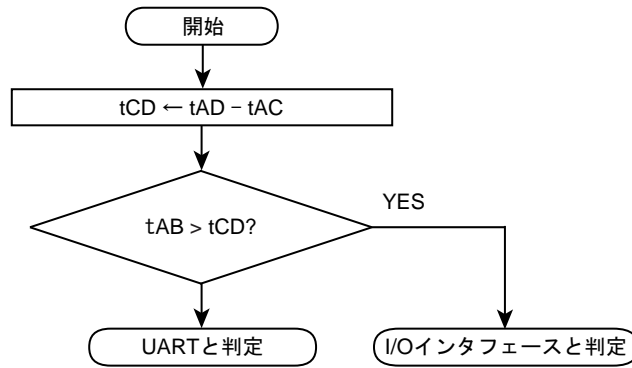 開始
tCD ← tAD − tAC
tAB > tCD?
YES
UARTと判定
I/Oインタフェースと判定